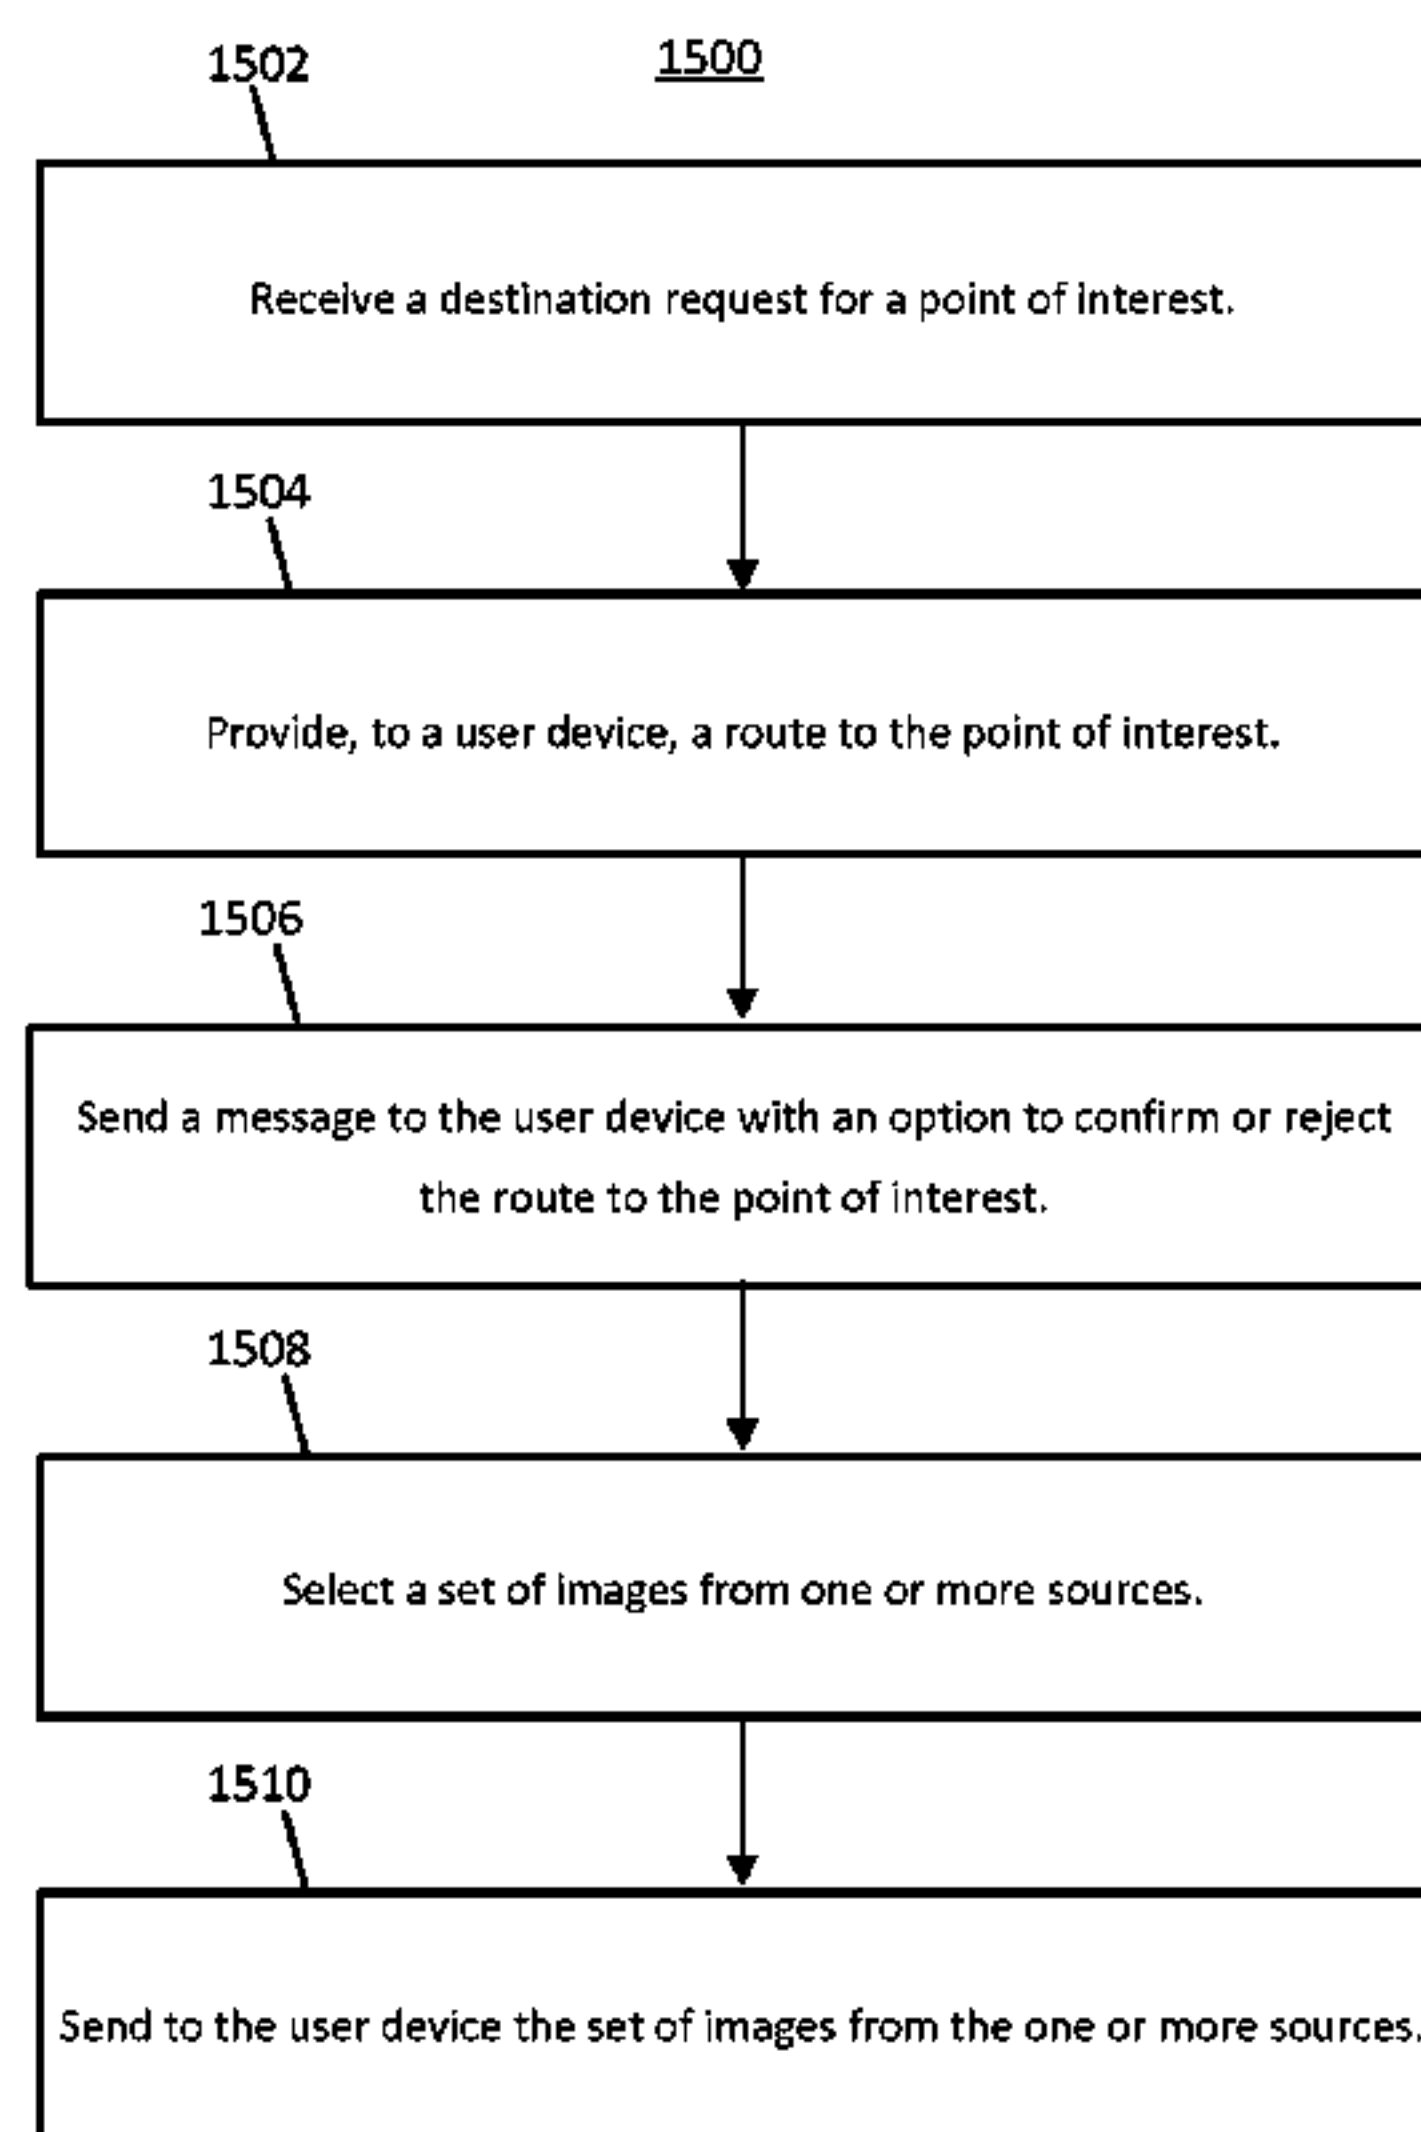 1502
1500
Receive a destination request for a point of interest.
1504
Provide, to a user device, a route to the point of interest.
1506
Send a message to the user device with an option to confirm or reject
the route to the point of interest.
1508
Select a set of images from one or more sources.
1510
Send to the user device the set of images from the one or more sources.